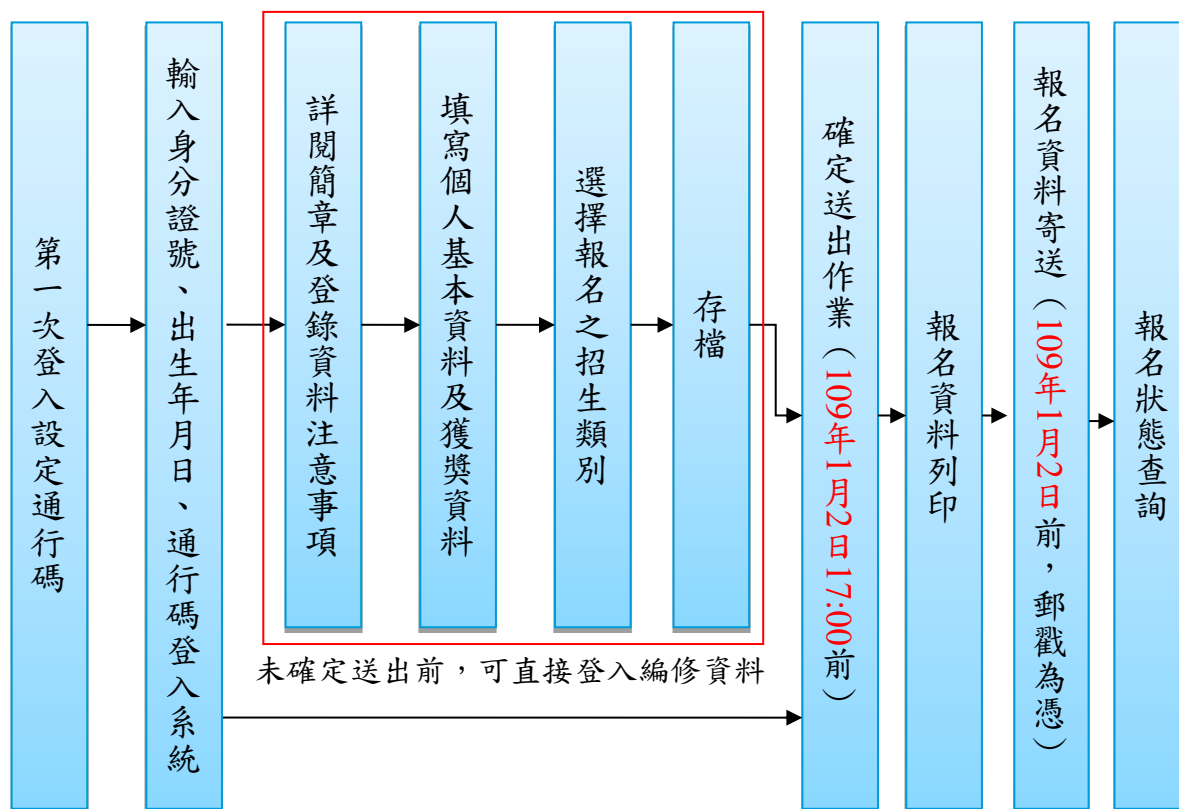 第一次登入設定通行碼
輸入身分證號、出生年月日、通行碼登入系統
詳閱簡章及登錄資料注意事項
填寫個人基本資料及獲獎資料
選擇報名之招生類別
存檔
未確定送出前，可直接登入編修資料
確定送出作業（109年1月2日17:00前）
報名資料列印
報名資料寄送（109年1月2日前，郵戳為憑）
報名狀態查詢